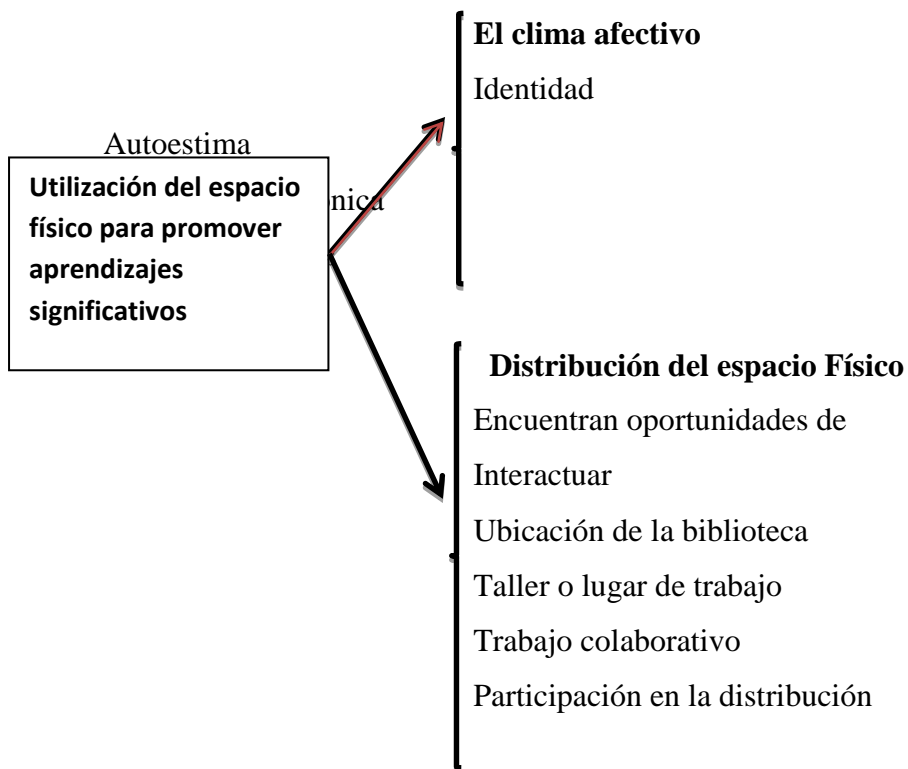 El clima afectivo
Identidad
Autoestima
Utilización del espacio
físico para promover
aprendizajes
significativos
Distribución del espacio Físico
Encuentran oportunidades de
Interactuar
Ubicación de la biblioteca
Taller o lugar de trabajo
Trabajo colaborativo
Participación en la distribución